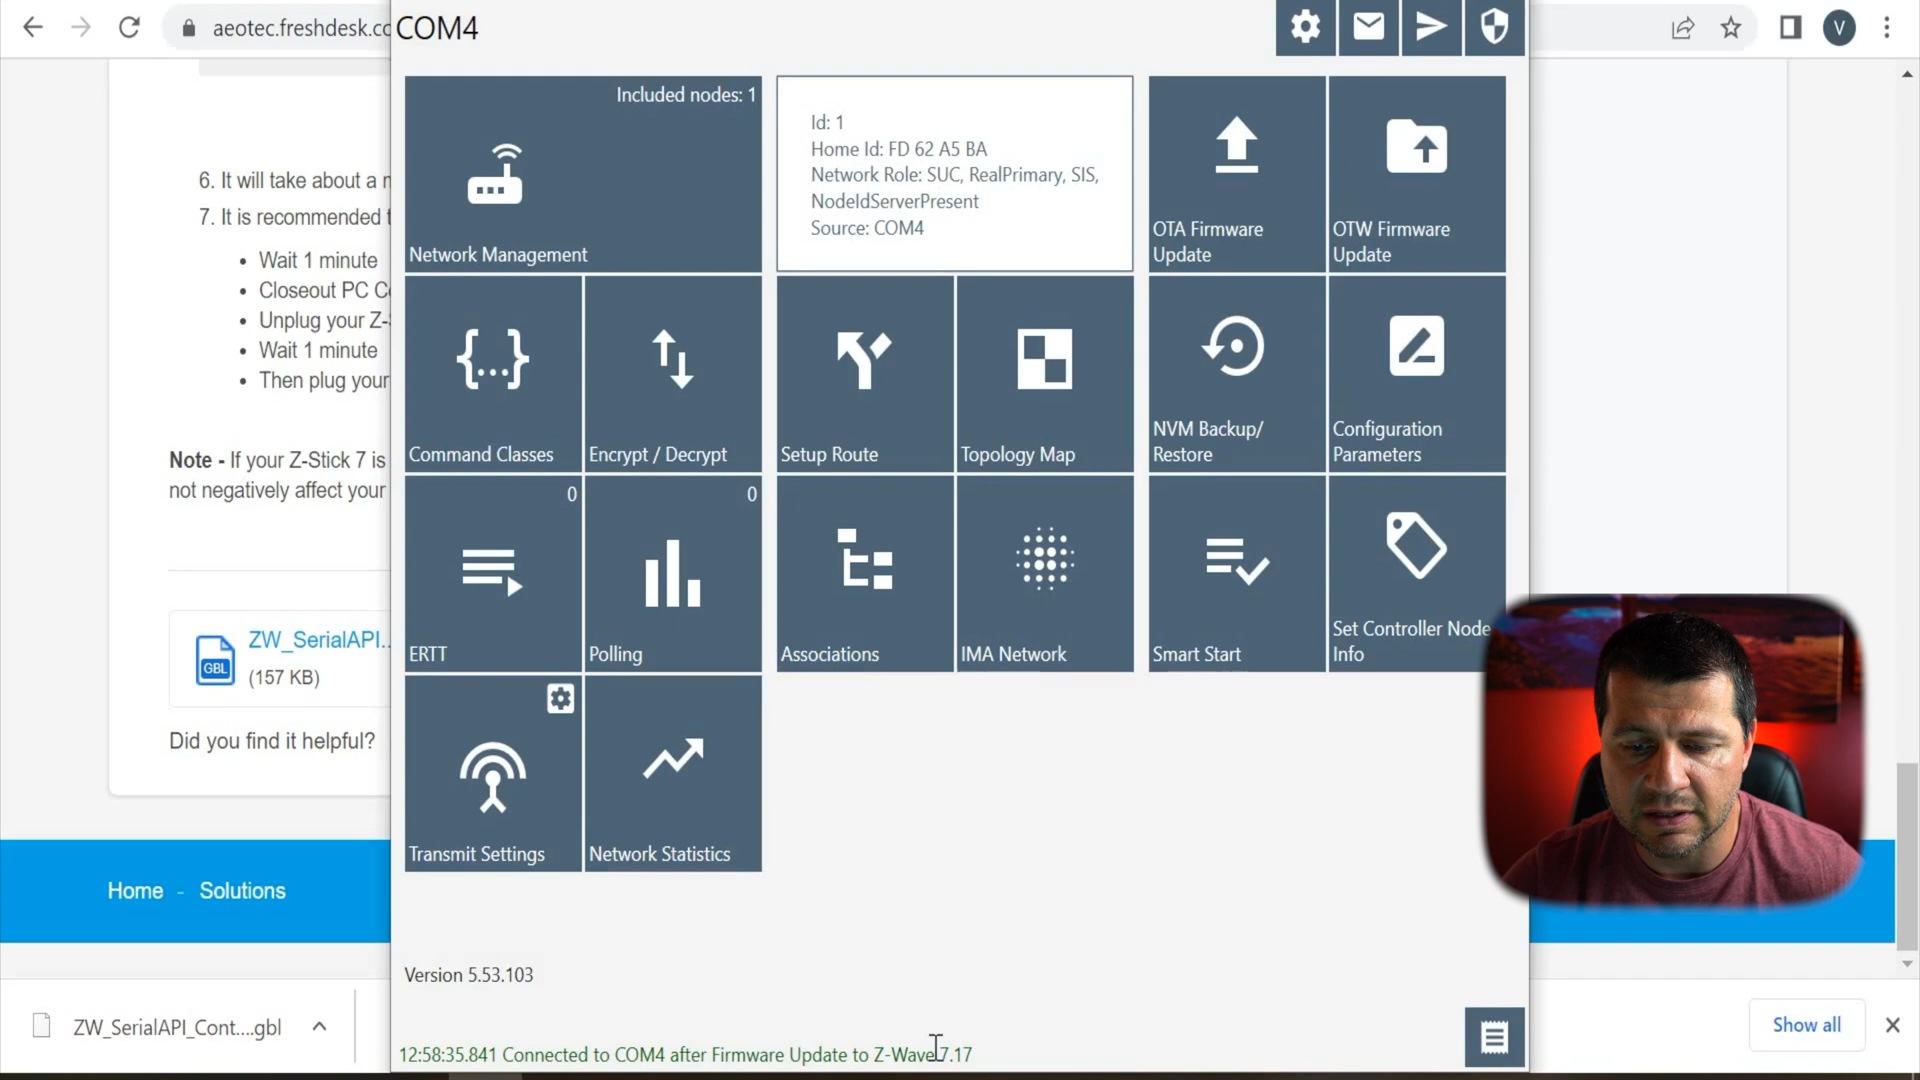 aeotec.freshdesk.co
V
6. It will take about a m
7. It is recommended t
Wait 1 minute
Closeout PC Co
Unplug your Z-S
Wait 1 minute
Then plug your
Note - If your Z-Stick 7 is
not negatively affect your
GBL
ZW_SerialAPI...
(157 KB)
Did you find it helpful?
Home - Solutions
COM4
Included nodes: 1
Network Management
Id: 1
Home Id: FD 62 A5 BA
Network Role: SUC, RealPrimary, SIS,
NodeIdServerPresent
Source: COM4
OTA Firmware
Update
OTW Firmware
Update
Command Classes
Encrypt / Decrypt
Setup Route
Topology Map
NVM Backup/
Restore
Configuration
Parameters
0
ERTT
0
Polling
Associations
IMA Network
Smart Start
Set Controller Node
Info
Transmit Settings
Network Statistics
Version 5.53.103
12:58:35.841 Connected to COM4 after Firmware Update to Z-Wave 7.17
ZW_SerialAPI_Cont....gbl
Show all